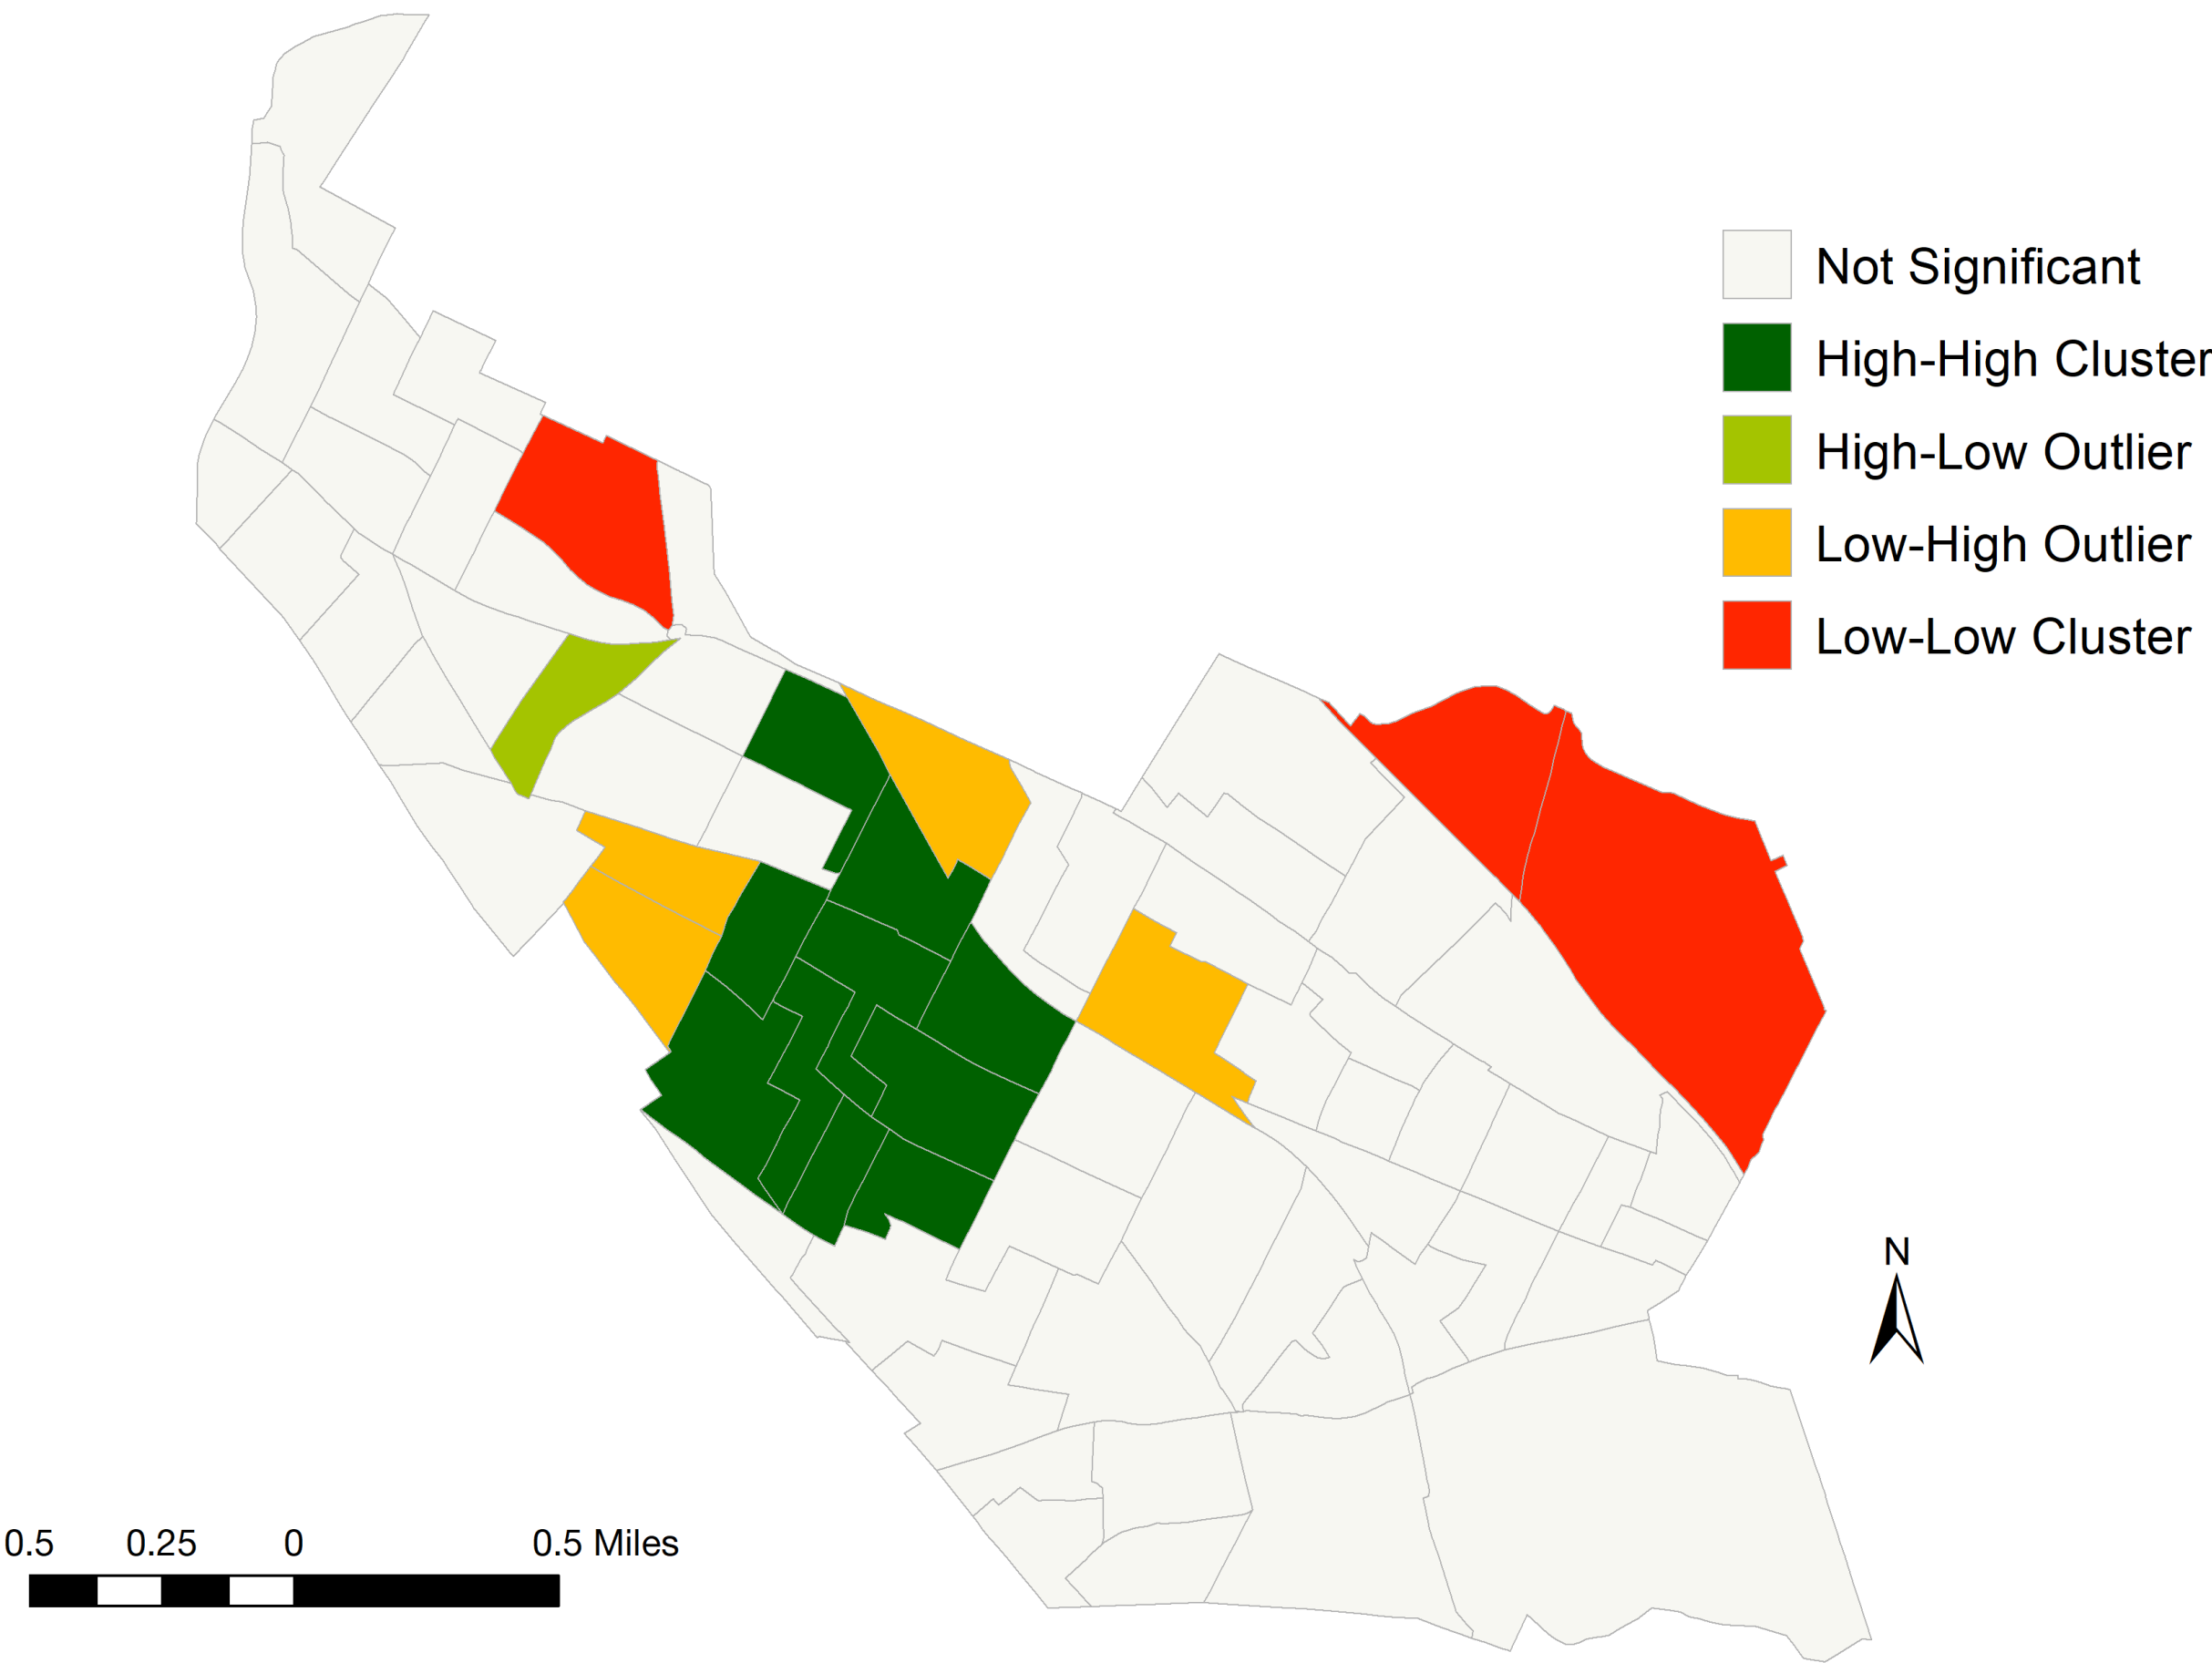 Not Significant
High-High Cluster
High-Low Outlier
Low-High Outlier
Low-Low Cluster
N
0.5 0.25 0 0.5 Miles